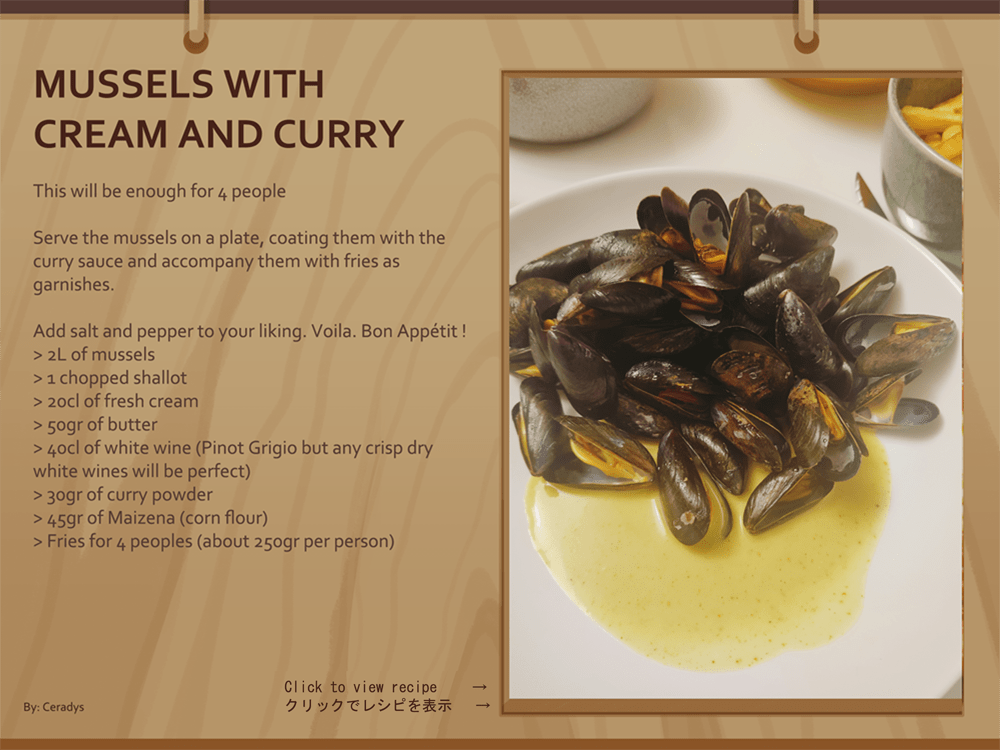 MUSSELS WITH
CREAM AND CURRY
This will be enough for 4 people
Serve the mussels on a plate, coating them with the
curry sauce and accompany them with fries as
garnishes.
Add salt and pepper to your liking. Voila. Bon Appétit !
> 2L of mussels
> 1 chopped shallot
> 20cl of fresh cream
> 50gr of butter
> 40cl of white wine (Pinot Grigio but any crisp dry
white wines will be perfect)
> 30gr of curry powder
> 45gr of Maizena (corn flour)
> Fries for 4 peoples (about 250gr per person)
Click to view recipe →
クリックでレシピを表示 →
By: Ceradys